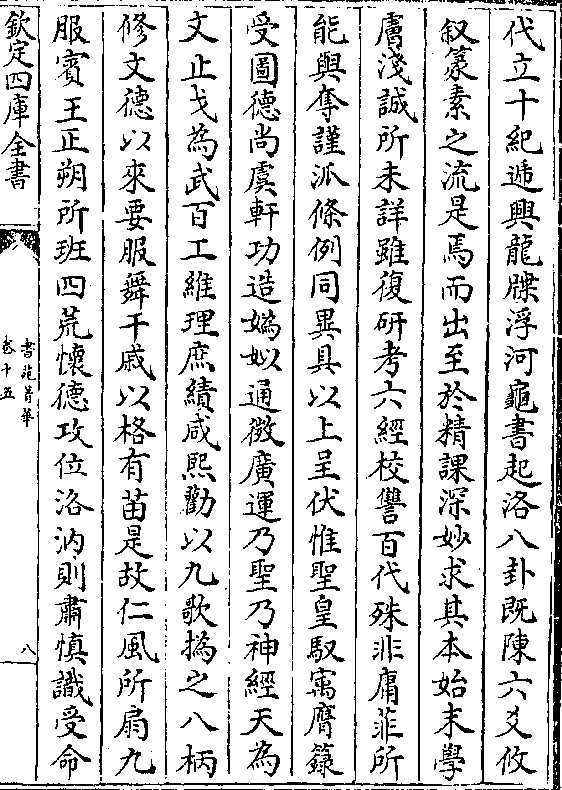 代立十紀遞興龍牒浮河龜書起洛八卦既陳六爻攸
叙篆素之流是焉而出至於精課深妙求其本始末學
膚淺誠所未詳雖復研考六經校讐百代殊非庸菲所
能與奪謹派條例同異具以上呈伏惟聖皇馭㝢膺籙
受圖德尚虞軒功造媯姒通微廣運乃聖乃神經天為
文止戈為武百工維理庶績咸熙勸以九歌撝之八柄
修文德以來要服舞干戚以格有苗是故仁風所扇九
服賓王正朔所班四荒懷德攻位洛汭則肅慎識受命
欽定四庫全書
書苑菁華
卷十五
八